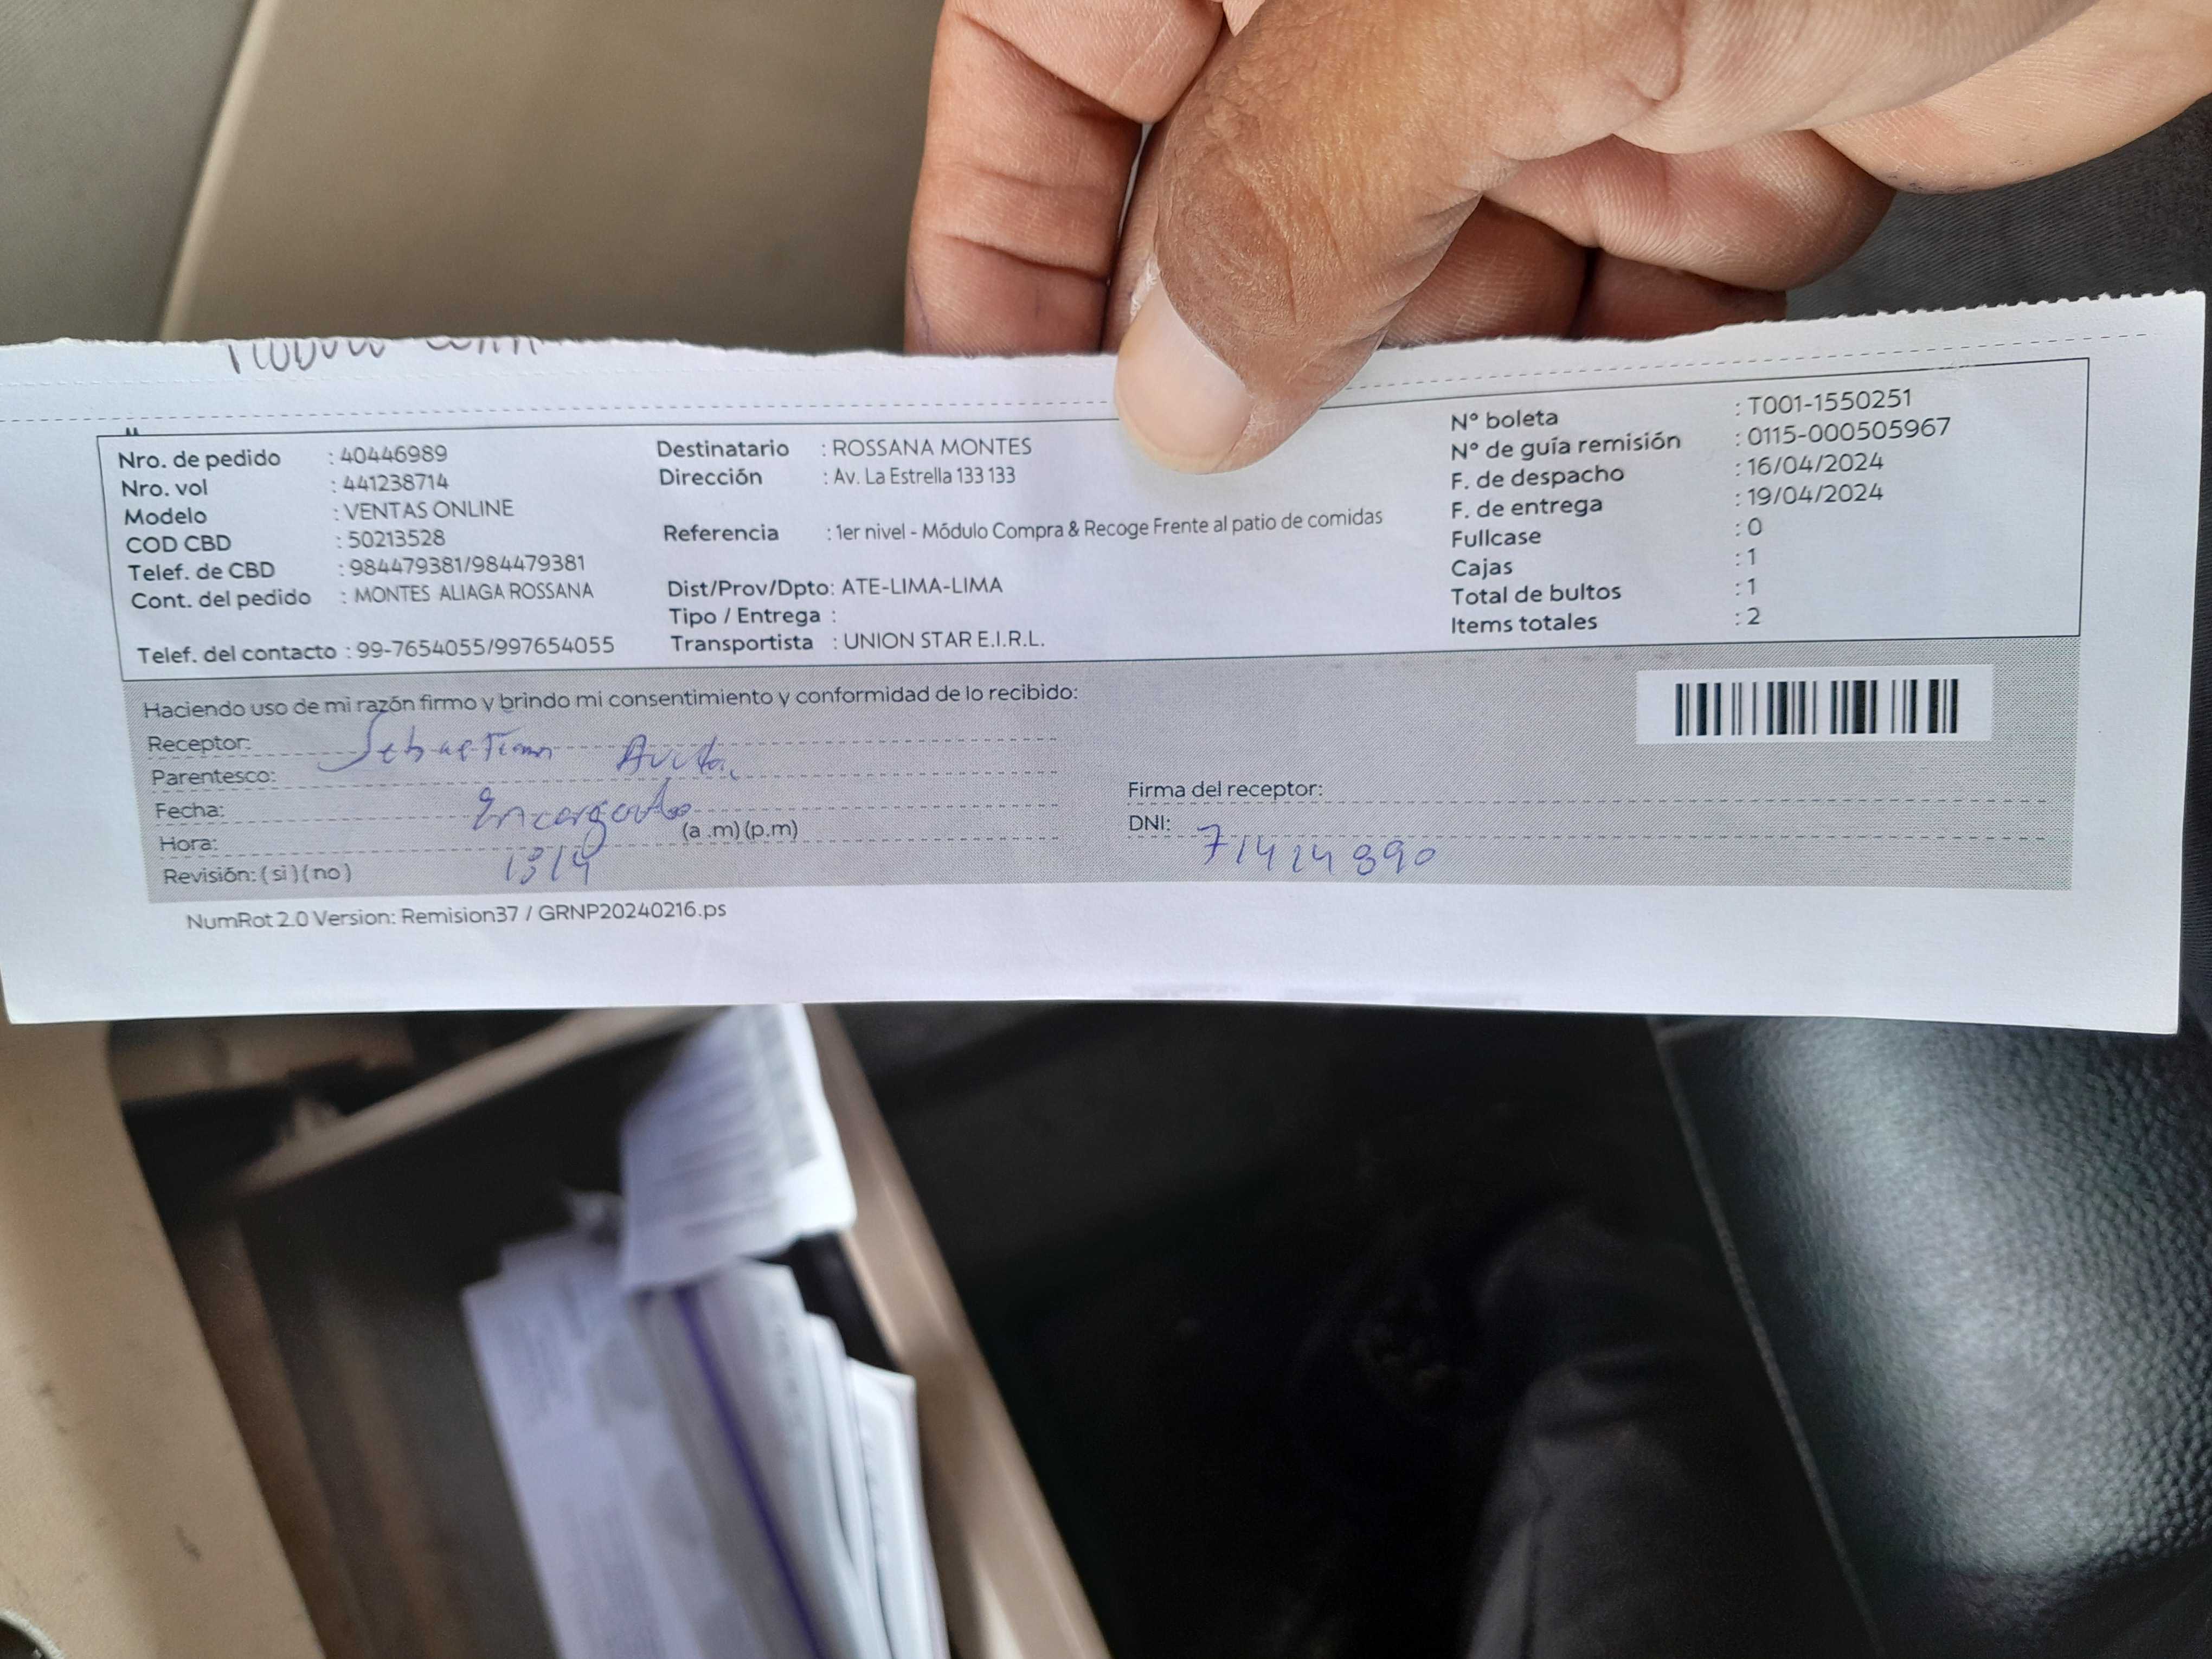 Nro. de pedido : 40446989
Nro. vol : 441238714
Modelo : VENTAS ONLINE
COD CBD : 50213528
Telef. de CBD : 984479381/984479381
Cont. del pedido : MONTES ALIAGA ROSSANA
Telef. del contacto : 99-7654055/997654055
Destinatario : ROSSANA MONTES
Dirección : Av. La Estrella 133 133
Referencia : 1er nivel - Módulo Compra & Recoge Frente al patio de comidas
Dist/Prov/Dpto: ATE-LIMA-LIMA
Tipo / Entrega :
Transportista : UNION STAR E.I.R.L.
N° boleta : T001-1550251
N° de guía remisión : 0115-000505967
F. de despacho : 16/04/2024
F. de entrega : 19/04/2024
Fullcase : 0
Cajas : 1
Total de bultos : 1
Items totales : 2
Haciendo uso de mi razón firmo y brindo mi consentimiento y conformidad de lo recibido:
Receptor: Sebastian
Parentesco:
Fecha: Encargado
Hora: (a .m) (p.m)
Revisión: ( si ) ( no )
Firma del receptor:
DNI: 71414890
NumRot 2.0 Version: Remision37 / GRNP20240216.ps